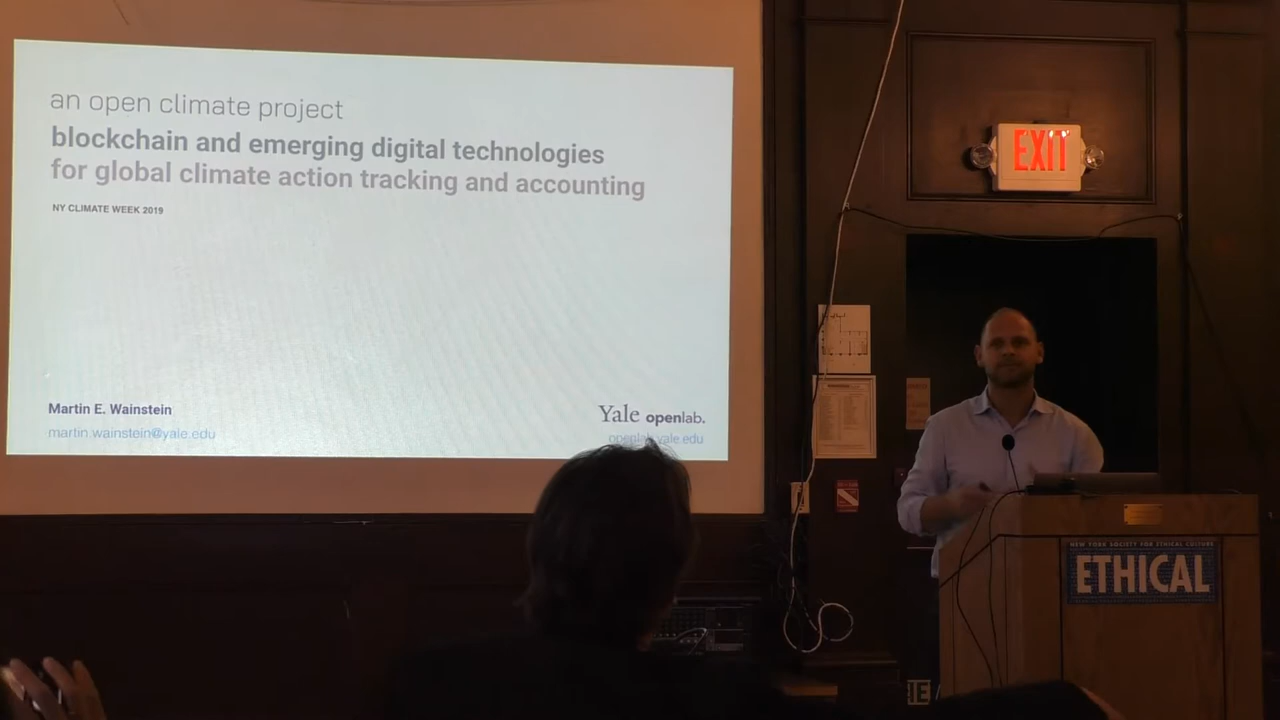 an open climate project
blockchain and emerging digital technologies
for global climate action tracking and accounting
NY CLIMATE WEEK 2019
Martin E. Wainstein
martin.wainstein@yale.edu
Yale openlab.
openlab.yale.edu
EXIT
NEW YORK SOCIETY FOR ETHICAL CULTURE
ETHICAL